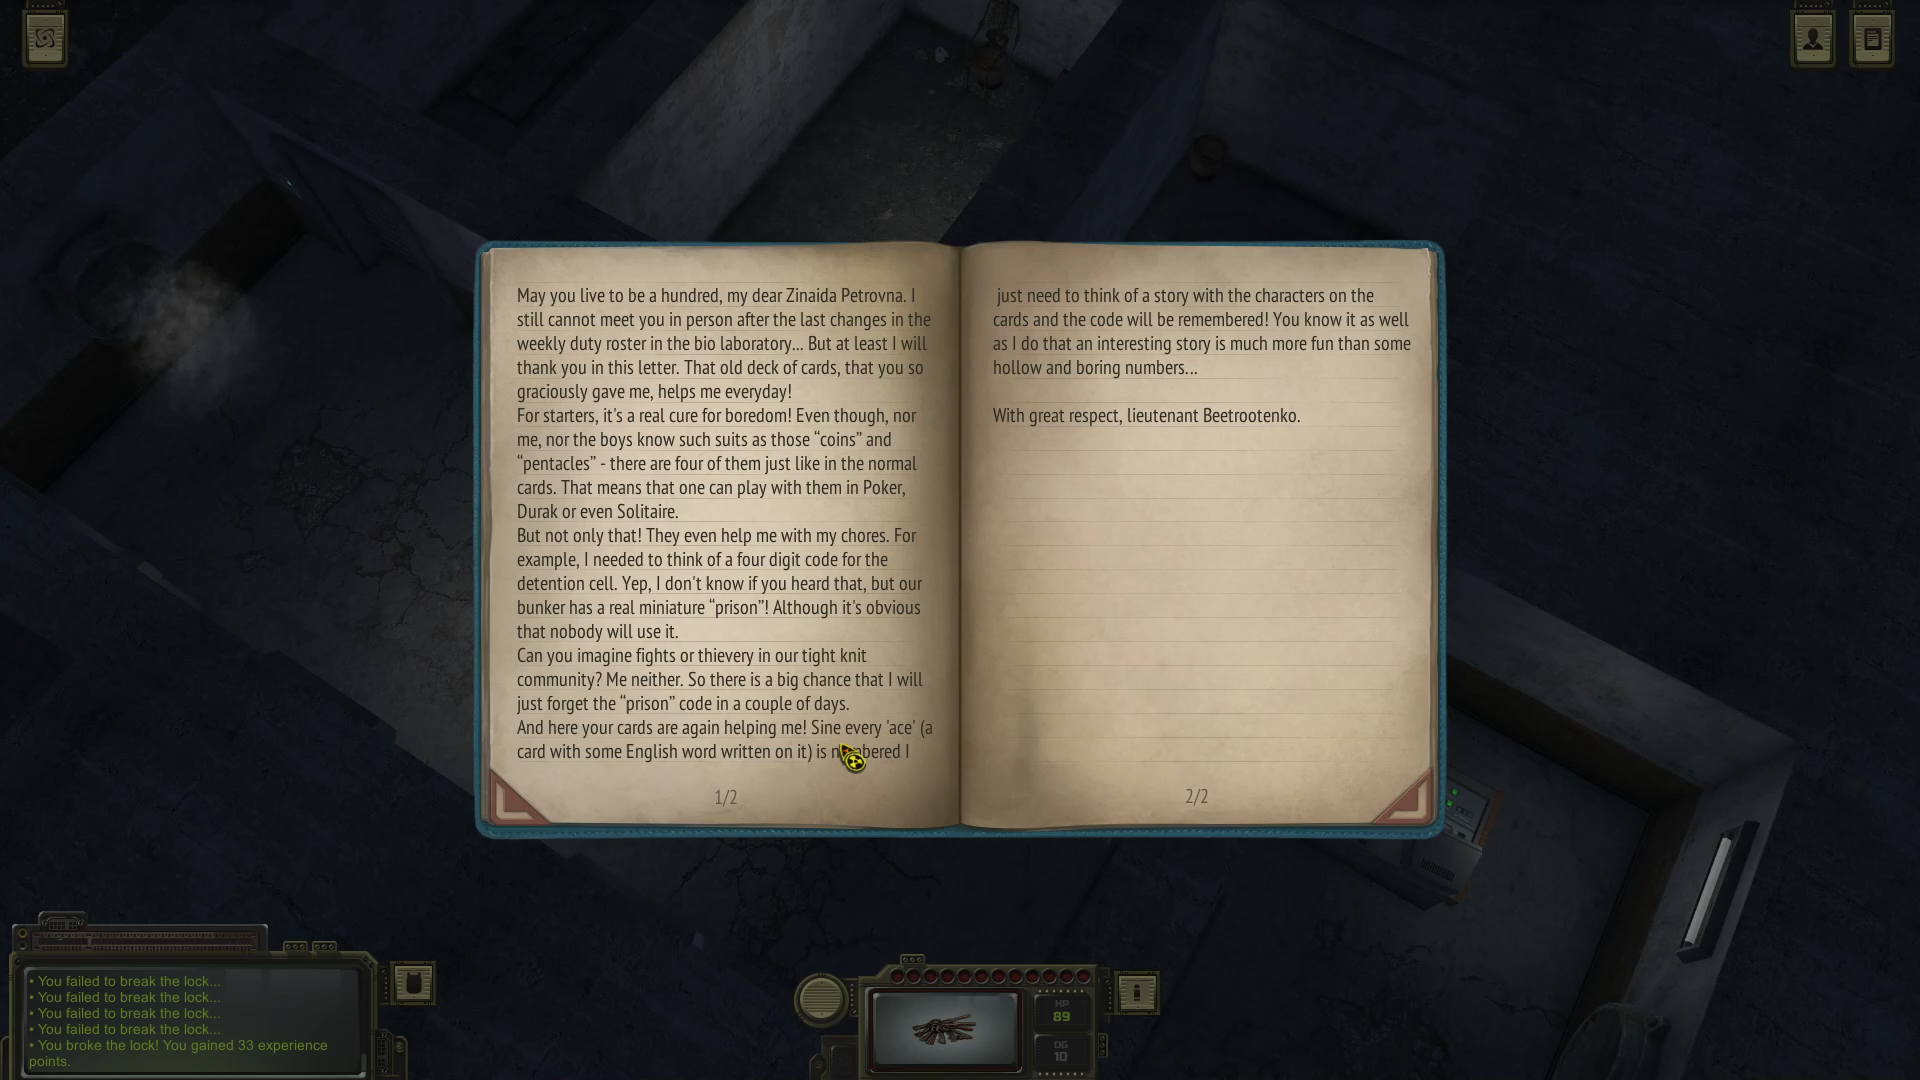 May you live to be a hundred, my dear Zinaida Petrovna. I
still cannot meet you in person after the last changes in the
weekly duty roster in the bio laboratory... But at least I will
thank you in this letter. That old deck of cards, that you so
graciously gave me, helps me everyday!
For starters, it's a real cure for boredom! Even though, nor
me, nor the boys know such suits as those “coins” and
“pentacles” - there are four of them just like in the normal
cards. That means that one can play with them in Poker,
Durak or even Solitaire.
But not only that! They even help me with my chores. For
example, I needed to think of a four digit code for the
detention cell. Yep, I don't know if you heard that, but our
bunker has a real miniature “prison”! Although it's obvious
that nobody will use it.
Can you imagine fights or thievery in our tight knit
community? Me neither. So there is a big chance that I will
just forget the “prison” code in a couple of days.
And here your cards are again helping me! Sine every 'ace' (a
card with some English word written on it) is I
1/2
just need to think of a story with the characters on the
cards and the code will be remembered! You know it as well
as I do that an interesting story is much more fun than some
hollow and boring numbers...
With great respect, lieutenant Beetrootenko.
2/2
• You failed to break the lock...
• You failed to break the lock...
• You failed to break the lock...
• You failed to break the lock...
• You broke the lock! You gained 33 experience
points.
HP
89
OG
10